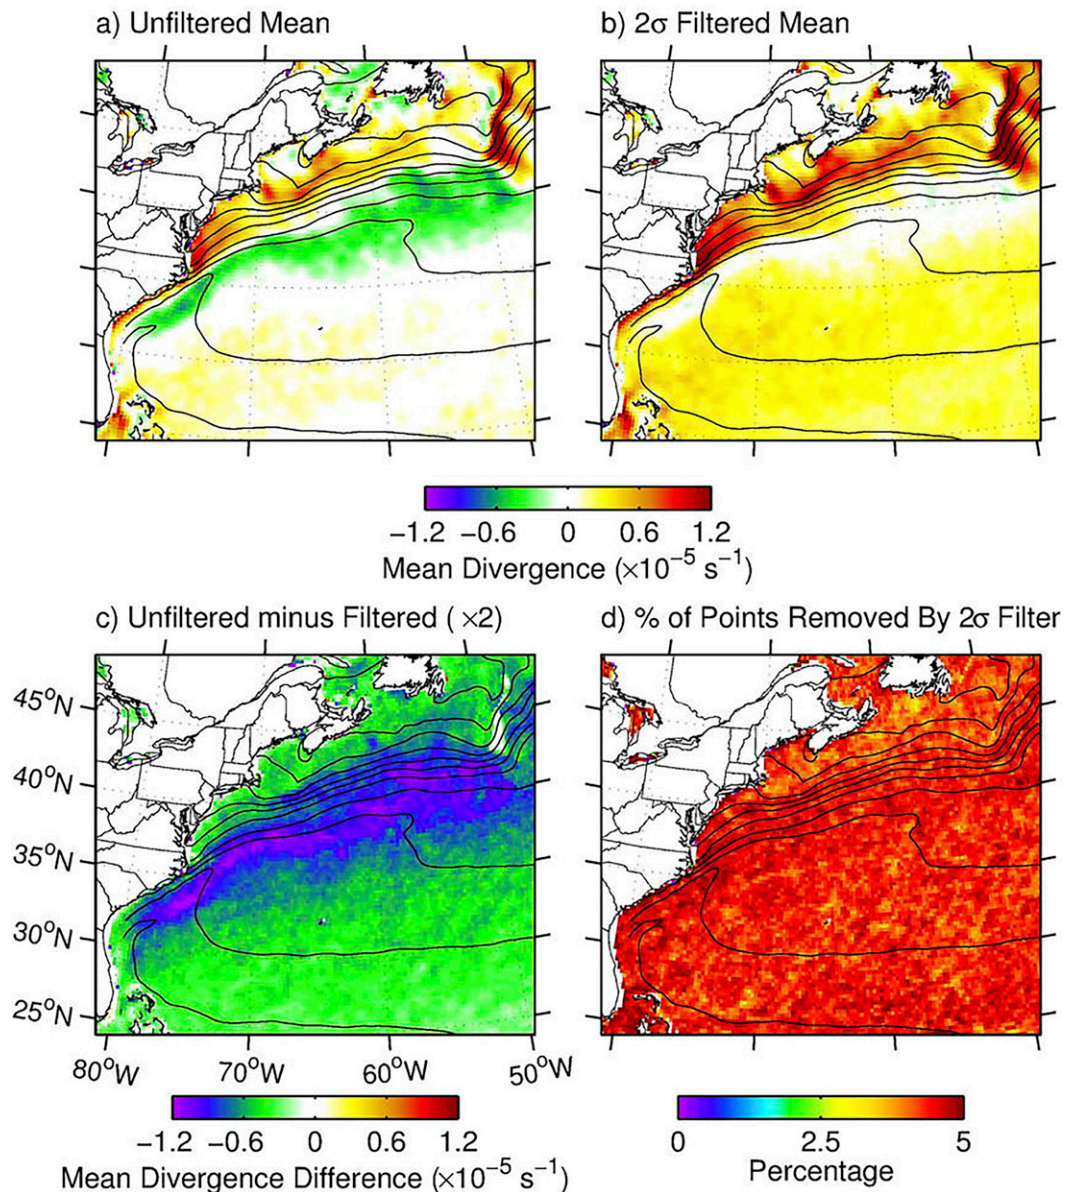 a) Unfiltered Mean
b) 2σ Filtered Mean
−1.2 −0.6 0 0.6 1.2
Mean Divergence (×10⁻⁵ s⁻¹)
c) Unfiltered minus Filtered ( ×2)
d) % of Points Removed By 2σ Filter
45°N
40°N
35°N
30°N
25°N
80°W 70°W 60°W 50°W
−1.2 −0.6 0 0.6 1.2
Mean Divergence Difference (×10⁻⁵ s⁻¹)
0 2.5 5
Percentage